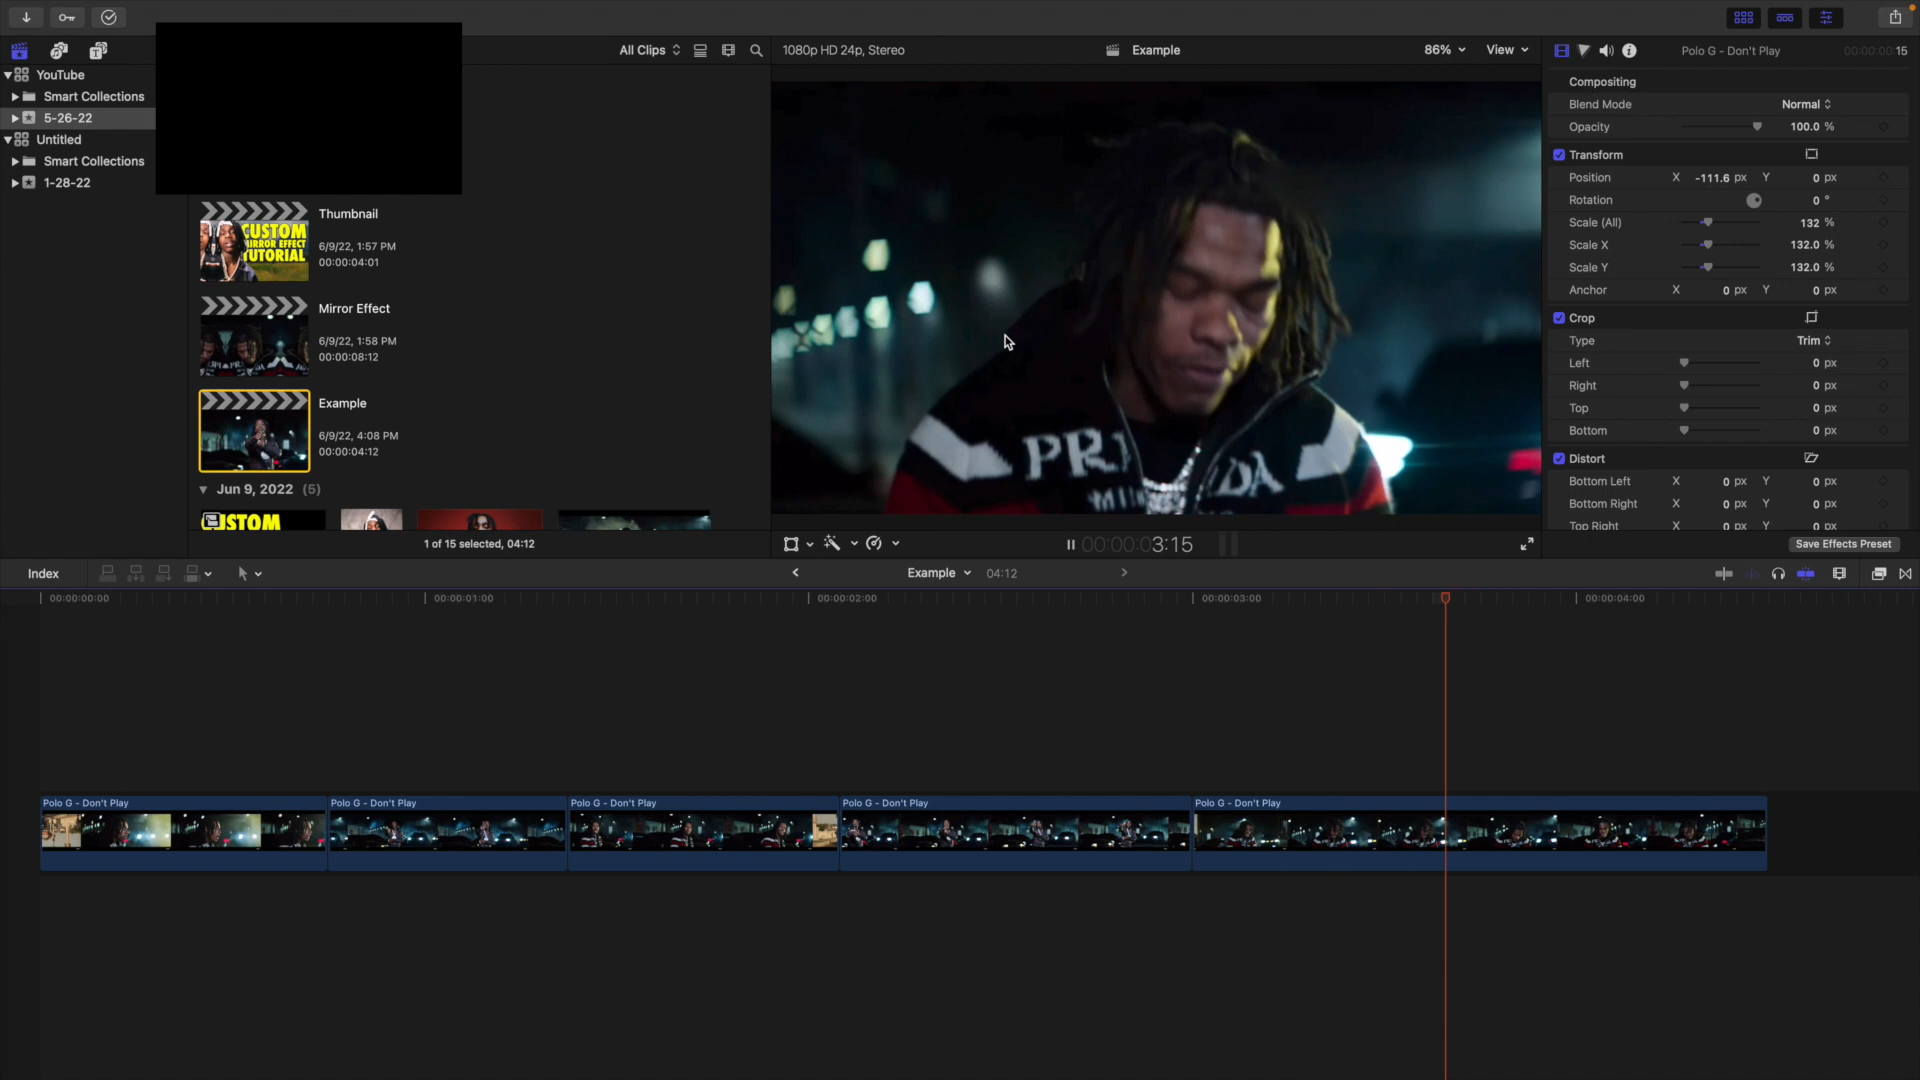 All Clips
1080p HD 24p, Stereo
Example
86%
View
Polo G - Don't Play
00:00:00:15
YouTube
Smart Collections
5-26-22
Untitled
Smart Collections
1-28-22
Thumbnail
6/9/22, 1:57 PM
00:00:04:01
CUSTOM
MIRROR EFFECT
TUTORIAL
Mirror Effect
6/9/22, 1:58 PM
00:00:08:12
Example
6/9/22, 4:08 PM
00:00:04:12
Jun 9, 2022 (5)
1 of 15 selected, 04:12
Compositing
Blend Mode Normal
Opacity 100.0 %
Transform
Position X -111.6 px Y 0 px
Rotation 0 °
Scale (All) 132 %
Scale X 132.0 %
Scale Y 132.0 %
Anchor X 0 px Y 0 px
Crop
Type Trim
Left 0 px
Right 0 px
Top 0 px
Bottom 0 px
Distort
Bottom Left X 0 px Y 0 px
Bottom Right X 0 px Y 0 px
Top Right X 0 px Y 0 px
00:00:03:15
Save Effects Preset
Index
Example 04:12
00:00:00:00
00:00:01:00
00:00:02:00
00:00:03:00
00:00:04:00
Polo G - Don't Play
Polo G - Don't Play
Polo G - Don't Play
Polo G - Don't Play
Polo G - Don't Play